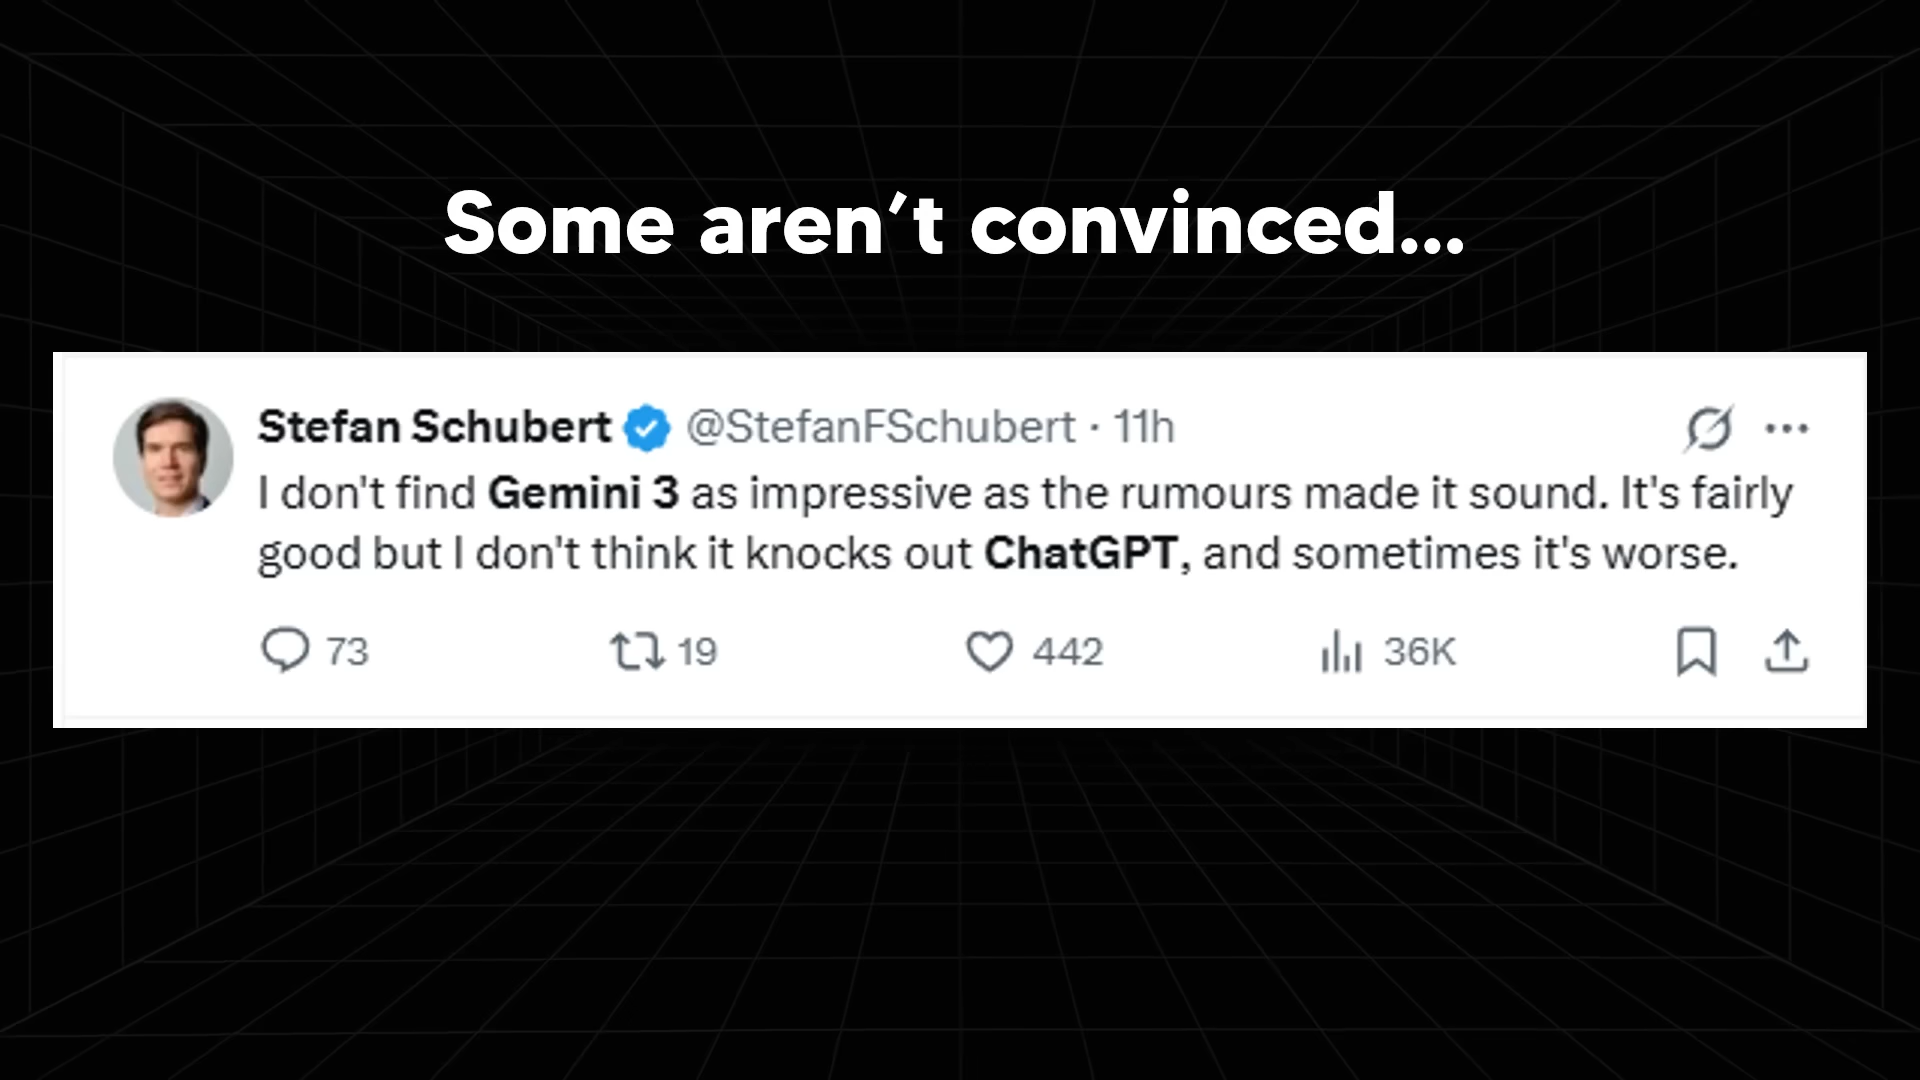 Some aren't convinced...
Stefan Schubert @StefanFSchubert · 11h
I don't find Gemini 3 as impressive as the rumours made it sound. It's fairly
good but I don't think it knocks out ChatGPT, and sometimes it's worse.
73 19 442 36K